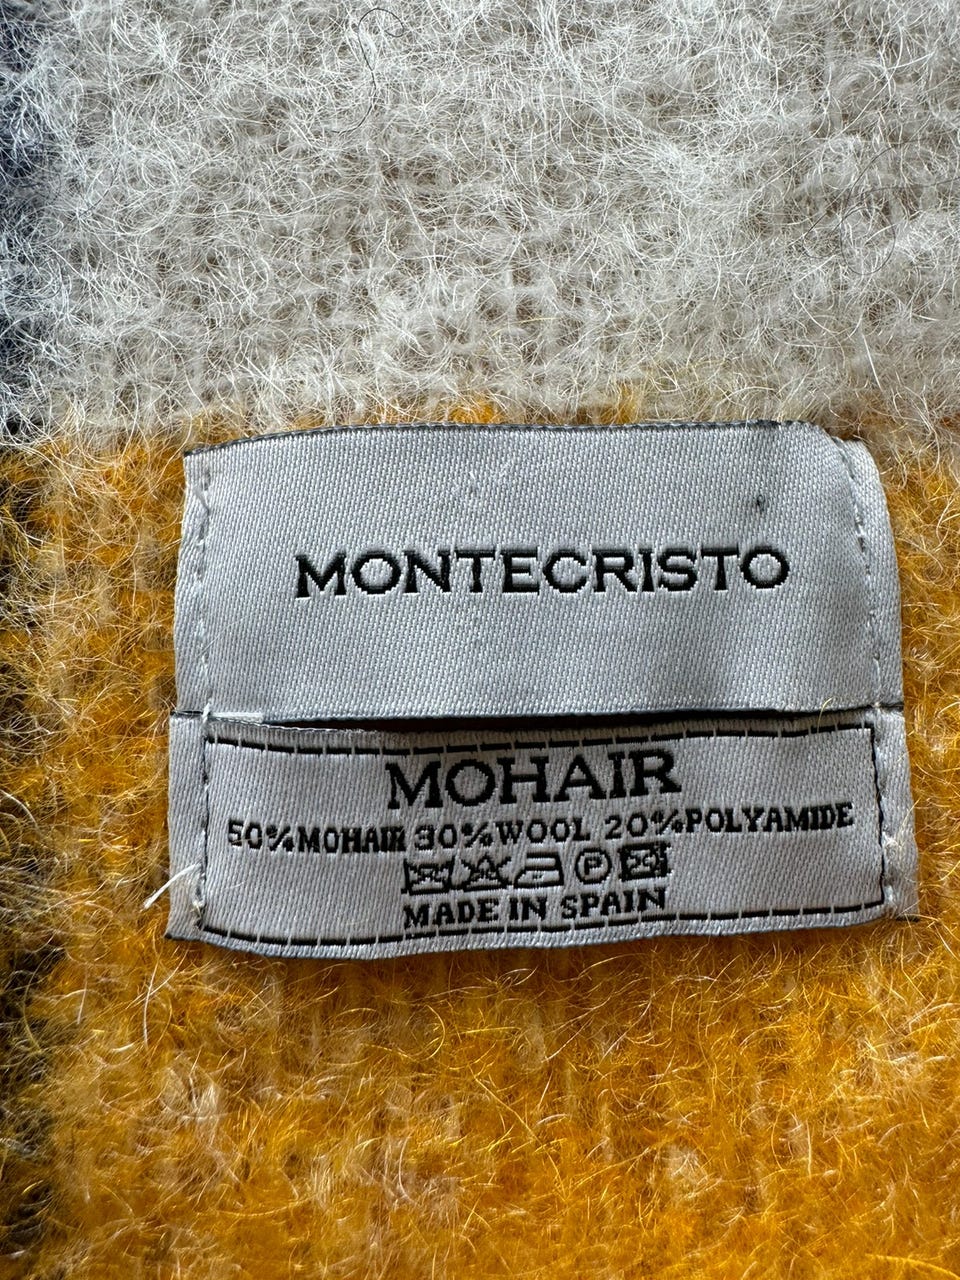 MONTECRISTO
MOHAIR
50%MOHAIR 30%WOOL 20%POLYAMIDE
P
MADE IN SPAIN